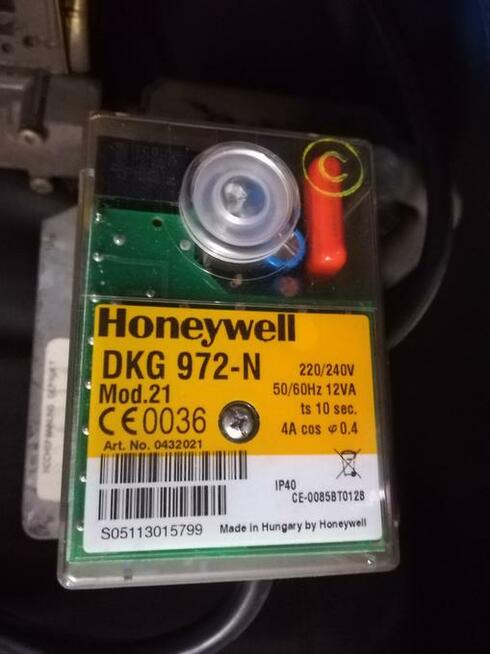 C
Honeywell
DKG 972-N
Mod.21
CE 0036
Art. No. 0432021
220/240V
50/60Hz 12VA
ts 10 sec.
4A cos φ 0.4
IP40
CE-0085BT0128
S05113015799
Made in Hungary by Honeywell